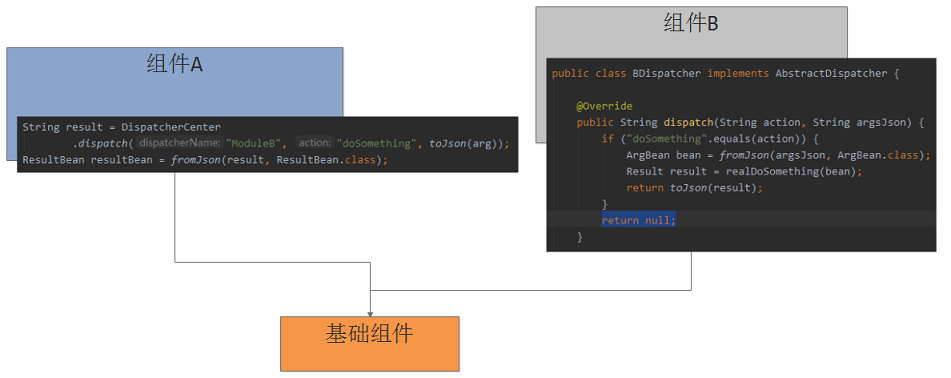 组件A
String result = DispatcherCenter
.dispatch( dispatcherName: "ModuleB", action: "doSomething", toJson(arg));
ResultBean resultBean = fromJson(result, ResultBean.class);
组件B
public class BDispatcher implements AbstractDispatcher {
@Override
public String dispatch(String action, String argsJson) {
if ("doSomething".equals(action)) {
ArgBean bean = fromJson(argsJson, ArgBean.class);
Result result = realDoSomething(bean);
return toJson(result);
}
return null;
}
基础组件